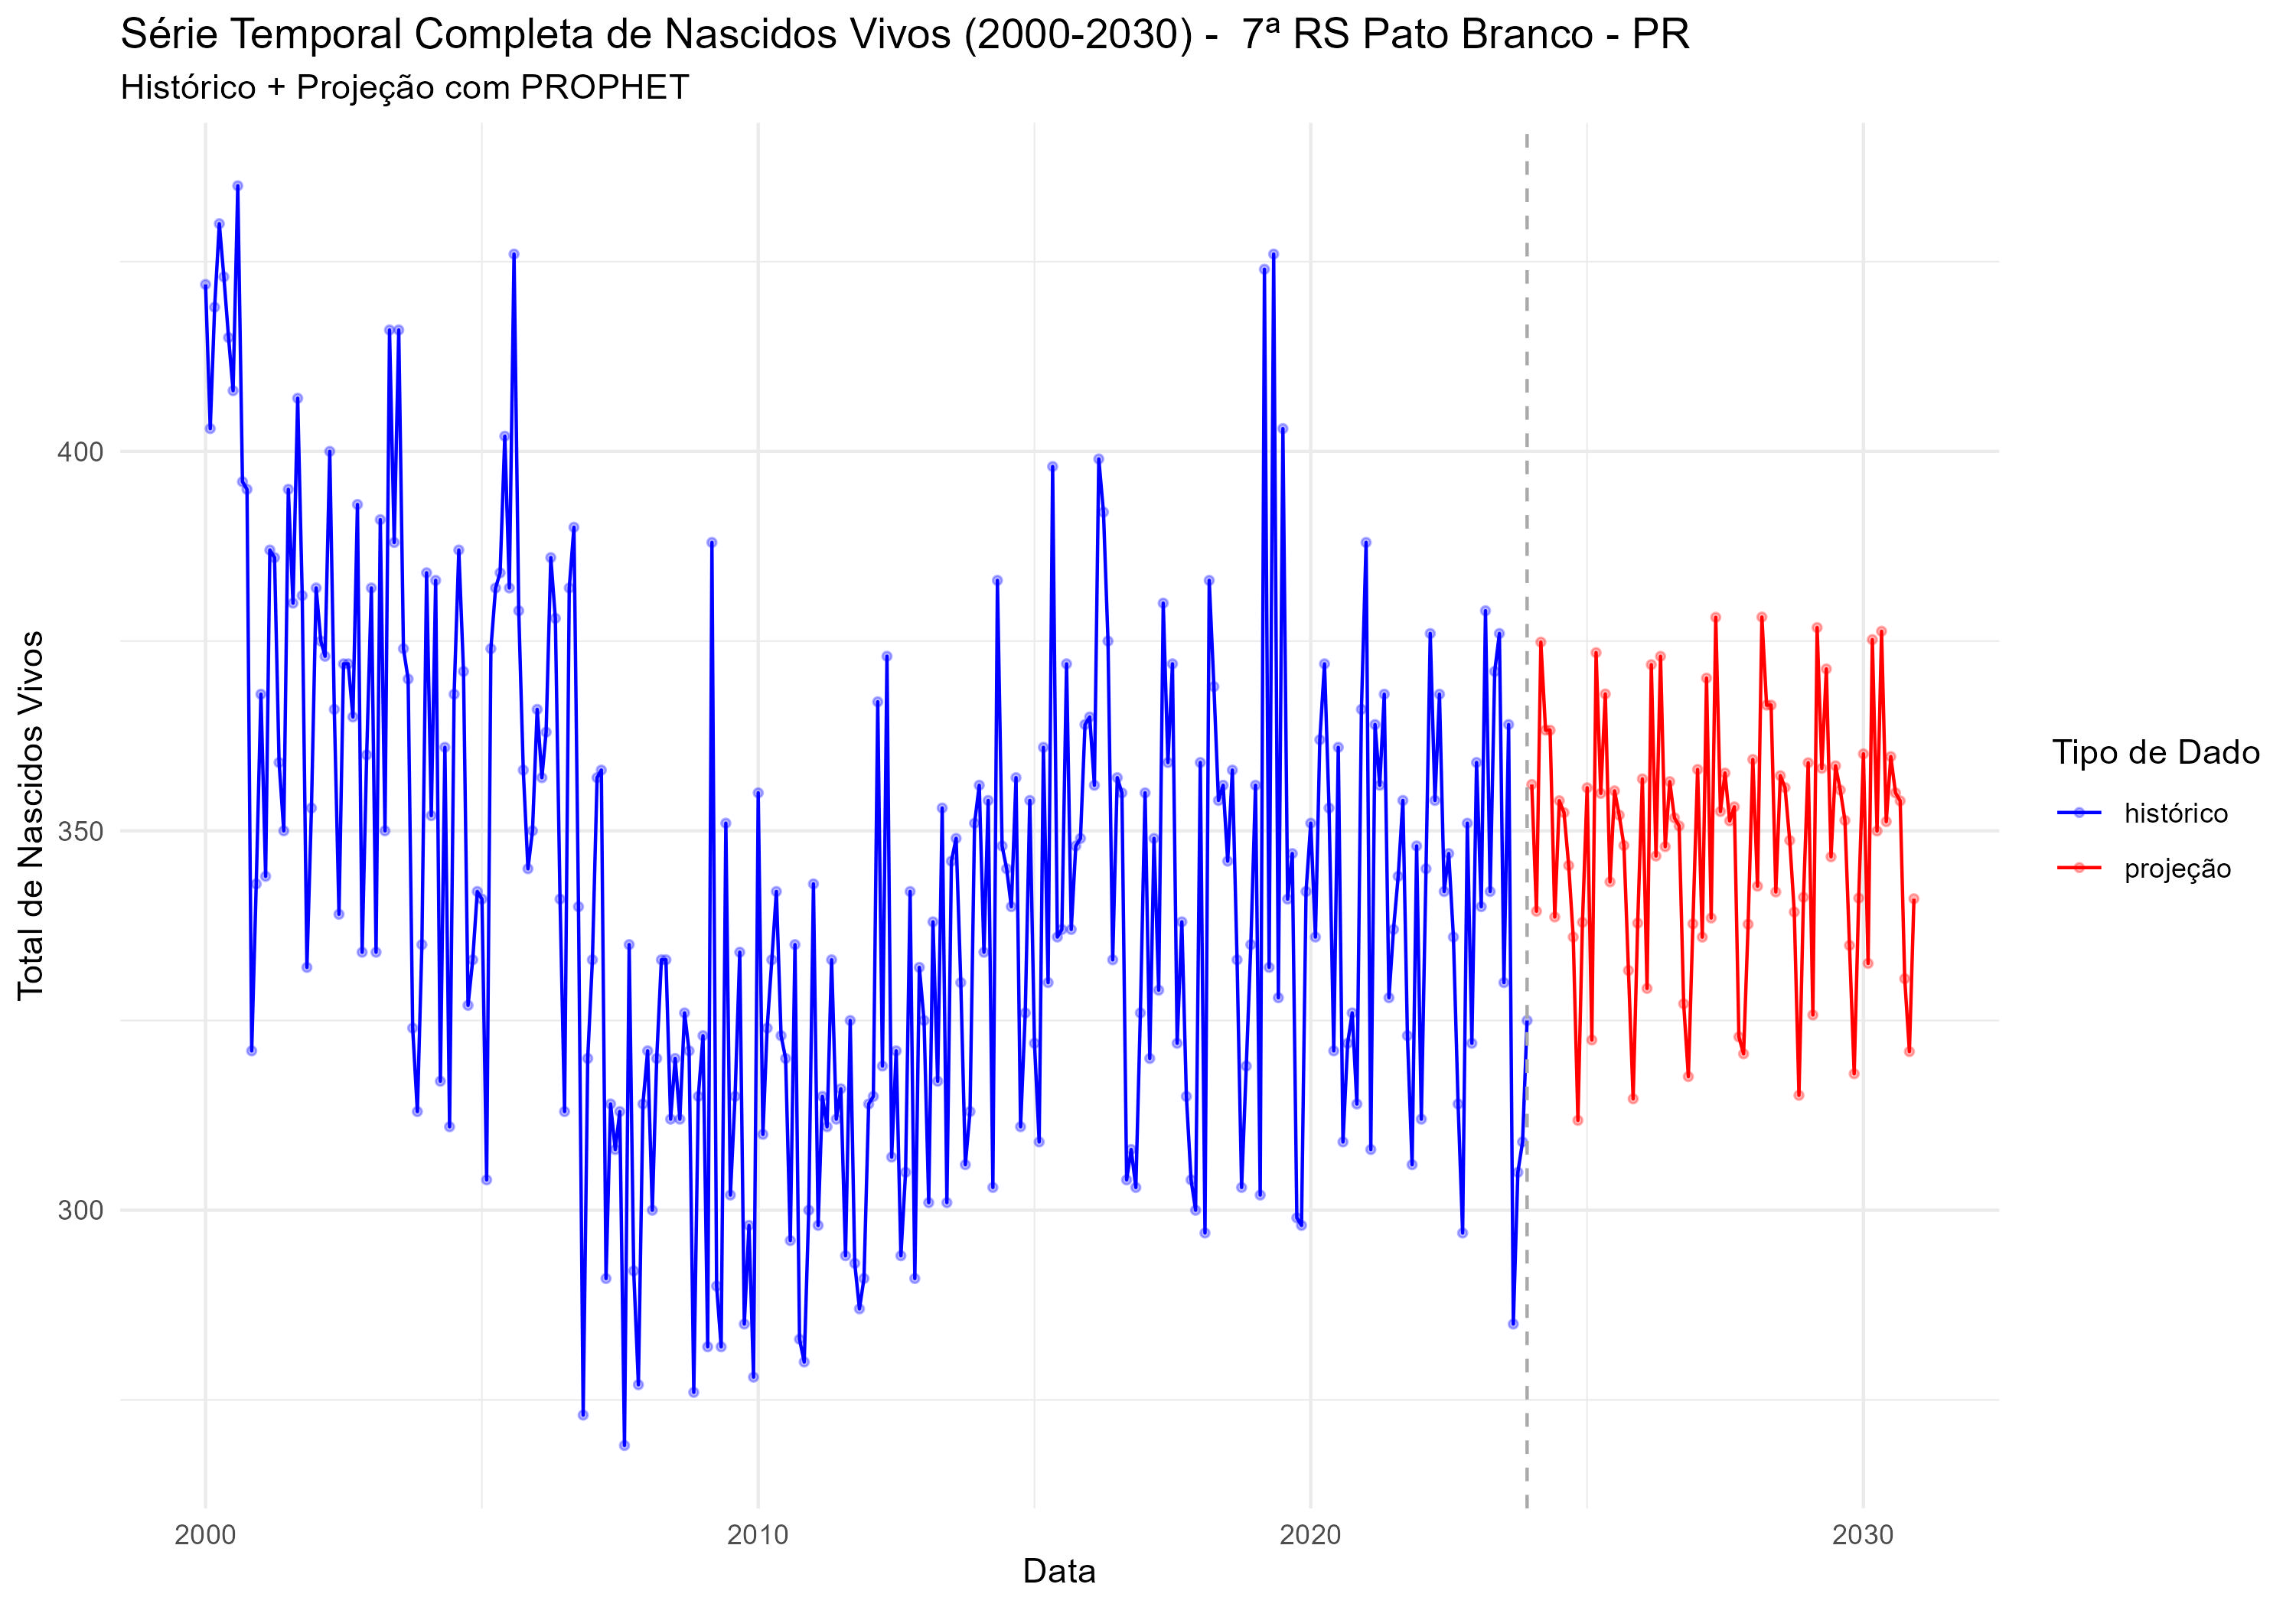 Série Temporal Completa de Nascidos Vivos (2000-2030) -  7ª RS Pato Branco - PR
Histórico + Projeção com PROPHET
Total de Nascidos Vivos
400
350
300
2000
2010
2020
2030
Data
Tipo de Dado
histórico
projeção